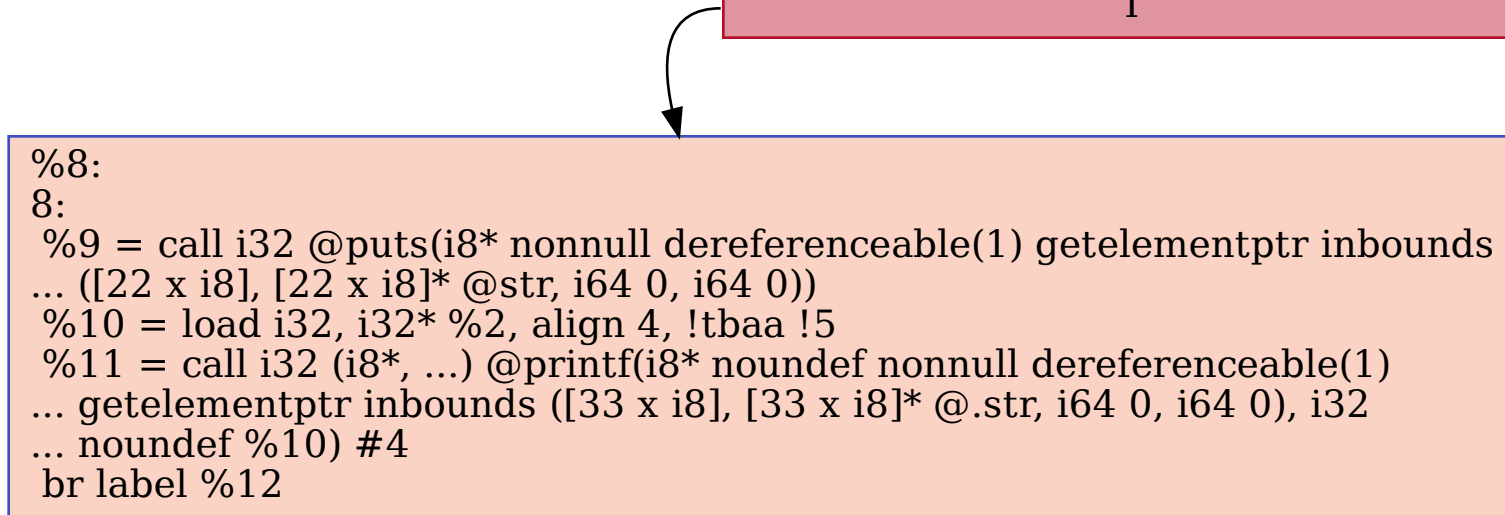 %8:
8:
%9 = call i32 @puts(i8* nonnull dereferenceable(1) getelementptr inbounds
... ([22 x i8], [22 x i8]* @str, i64 0, i64 0))
%10 = load i32, i32* %2, align 4, !tbaa !5
%11 = call i32 (i8*, ...) @printf(i8* noundef nonnull dereferenceable(1)
... getelementptr inbounds ([33 x i8], [33 x i8]* @.str, i64 0, i64 0), i32
... noundef %10) #4
br label %12